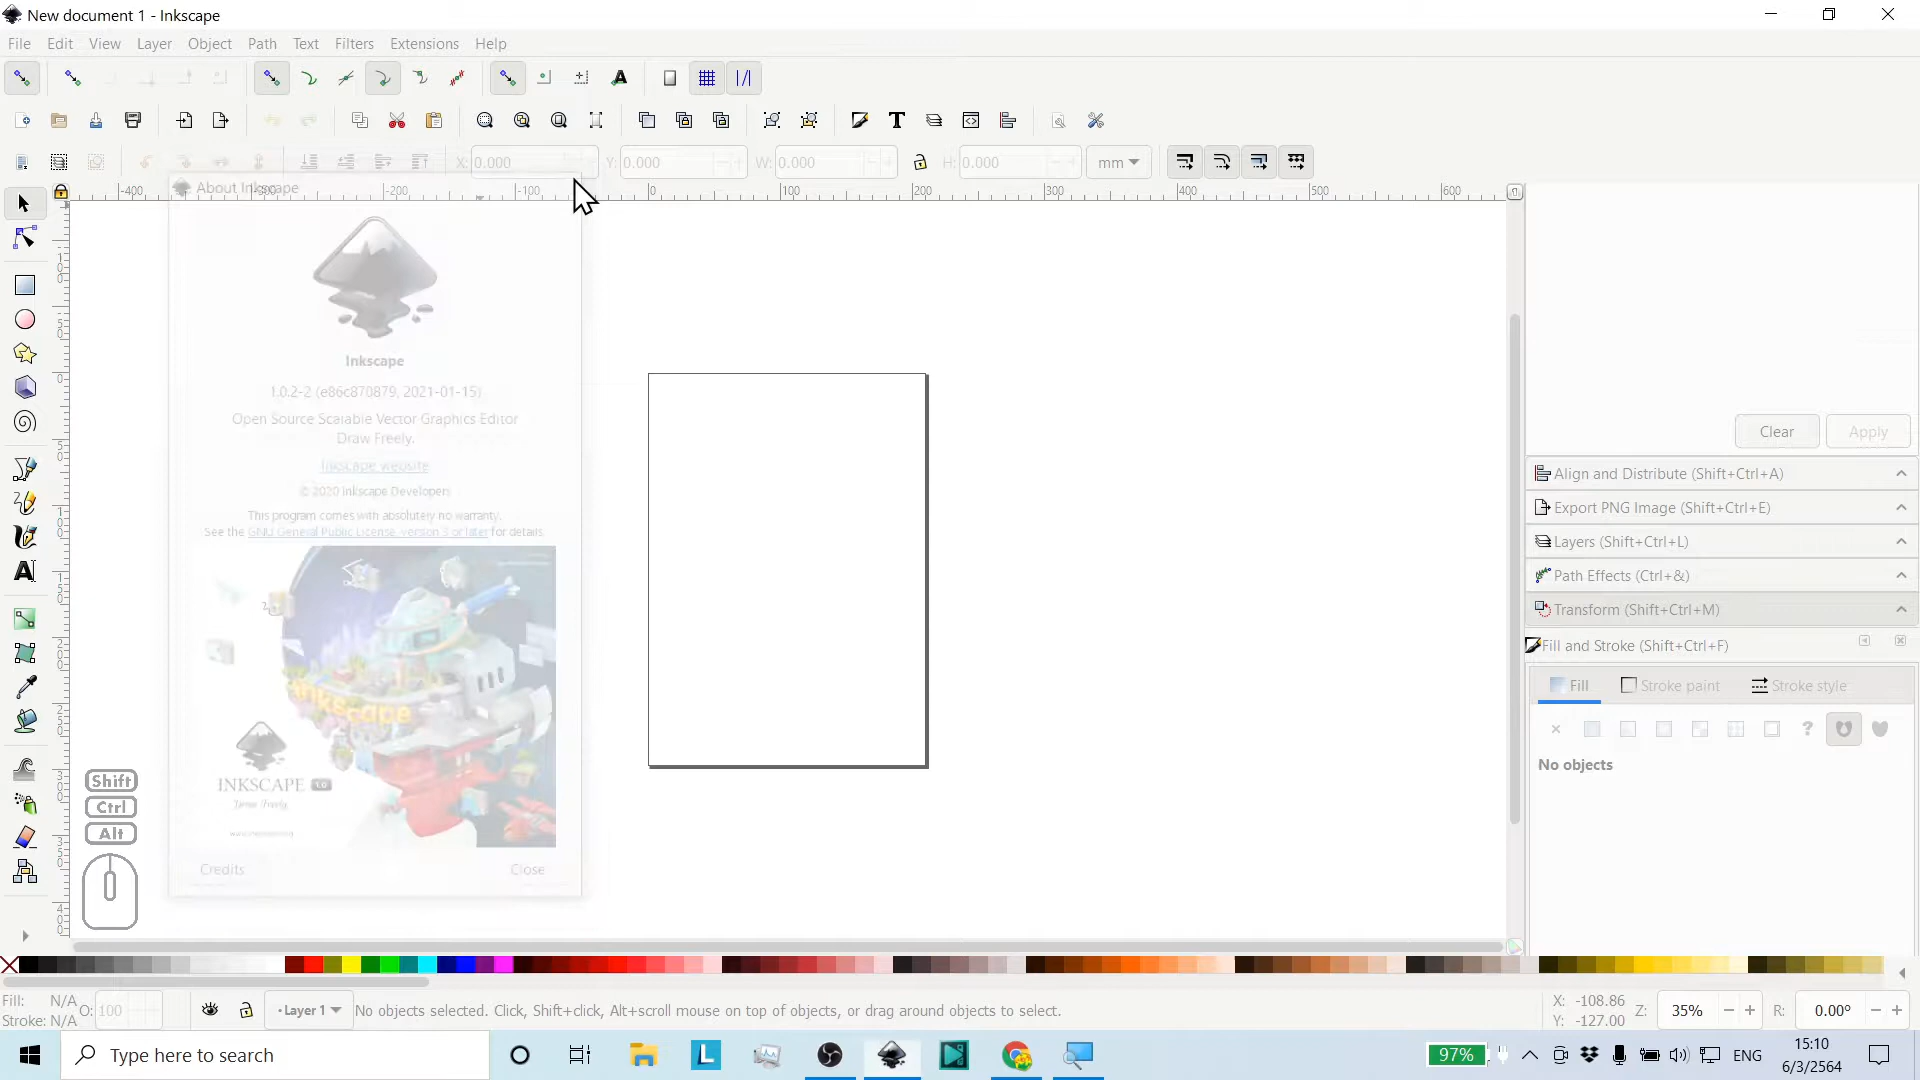 New document 1 - Inkscape
File Edit View Layer Object Path Text Filters Extensions Help
X: 0.000 Y: 0.000 W: 0.000 H: 0.000 mm
-400 -300 -200 -100 0 100 200 300 400 500 600
About Inkscape
Inkscape
1.0.2-2 (e86c870879, 2021-01-15)
Open Source Scalable Vector Graphics Editor
Draw Freely.
Inkscape website
© 2020 Inkscape Developers
This program comes with absolutely no warranty.
See the GNU General Public License, version 3 or later for details.
inkscape
INKSCAPE 1.0
Draw Freely.
Credits Close
Shift
Ctrl
Alt
Clear Apply
Align and Distribute (Shift+Ctrl+A)
Export PNG Image (Shift+Ctrl+E)
Layers (Shift+Ctrl+L)
Path Effects (Ctrl+&)
Transform (Shift+Ctrl+M)
Fill and Stroke (Shift+Ctrl+F)
Fill Stroke paint Stroke style
No objects
Fill: N/A
Stroke: N/A
O: 100
Layer 1
No objects selected. Click, Shift+click, Alt+scroll mouse on top of objects, or drag around objects to select.
X: -108.86
Y: -127.00
Z: 35% R: 0.00°
Type here to search
97% ENG
15:10
6/3/2564